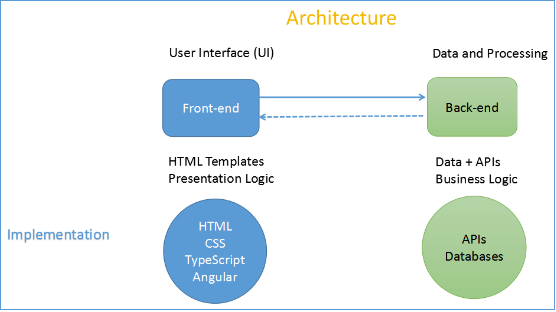 Architecture
User Interface (UI)
Data and Processing
Front-end
Back-end
HTML Templates
Presentation Logic
Data + APIs
Business Logic
Implementation
HTML
CSS
TypeScript
Angular
APIs
Databases